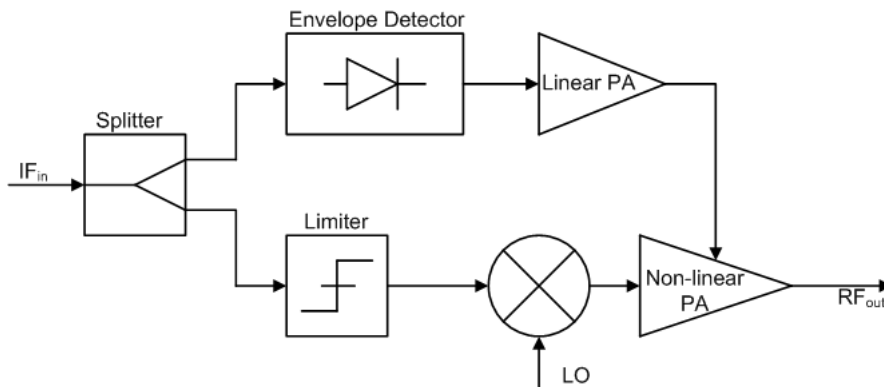 Envelope Detector
Linear PA
Splitter
IFin
Limiter
Non-linear
PA
RFout
LO